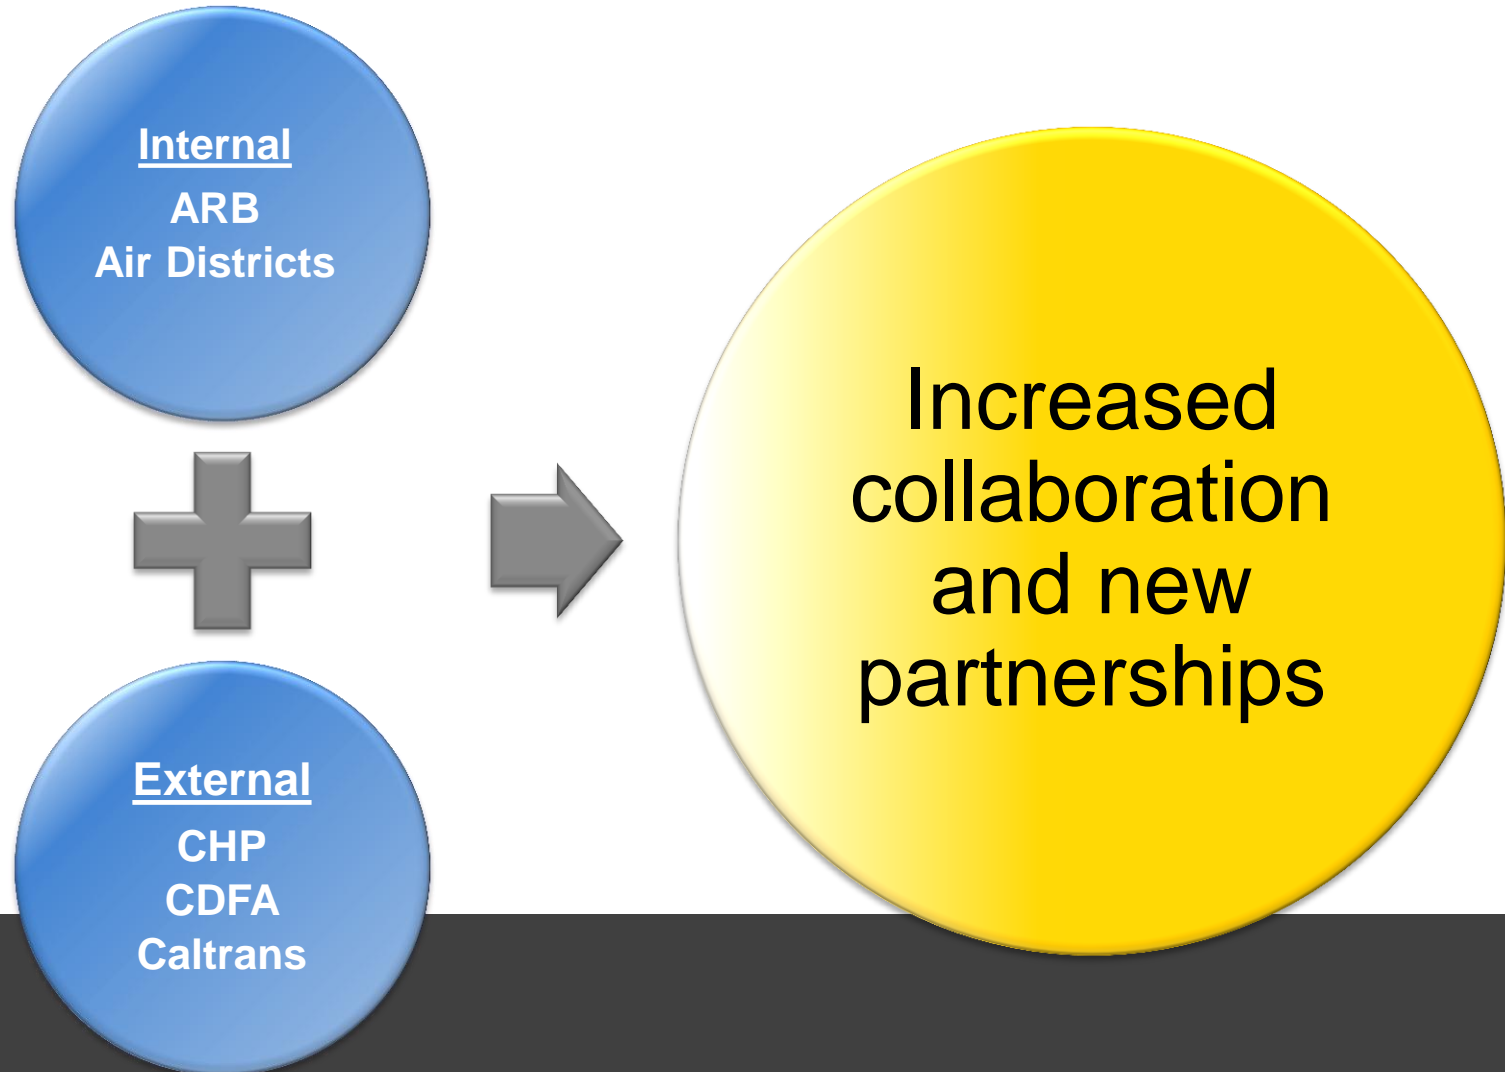 Internal
ARB
Air Districts
External
CHP
CDFA
Caltrans
Increased
collaboration
and new
partnerships